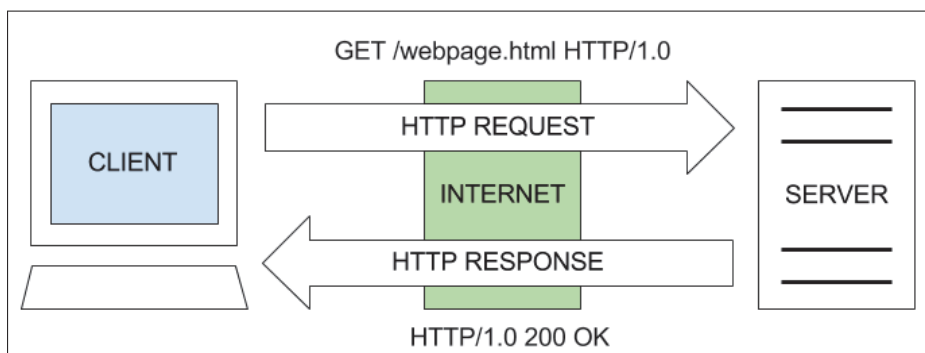 GET /webpage.html HTTP/1.0
HTTP REQUEST
CLIENT
INTERNET
SERVER
HTTP RESPONSE
HTTP/1.0 200 OK